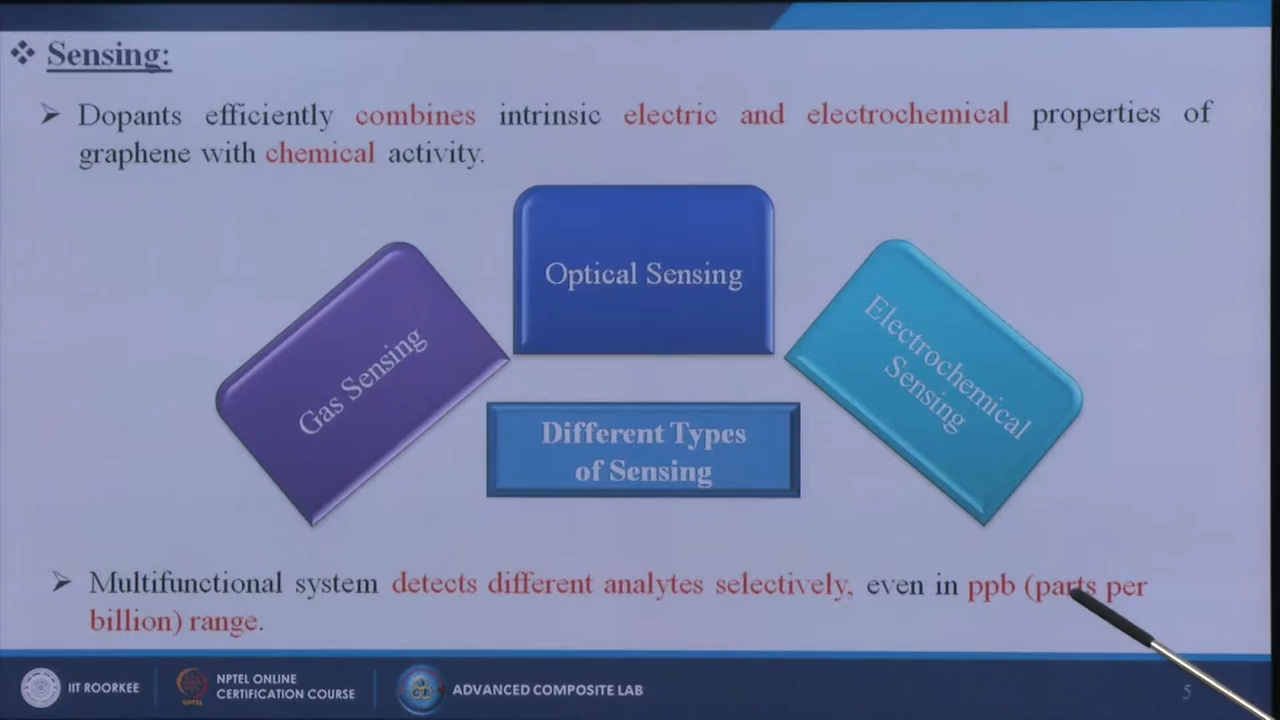 Sensing:
Dopants efficiently combines intrinsic electric and electrochemical properties of
graphene with chemical activity.
Optical Sensing
Gas Sensing
Electrochemical
Sensing
Different Types
of Sensing
Multifunctional system detects different analytes selectively, even in ppb (parts per
billion) range.
IIT ROORKEE
NPTEL ONLINE
CERTIFICATION COURSE
ADVANCED COMPOSITE LAB
5